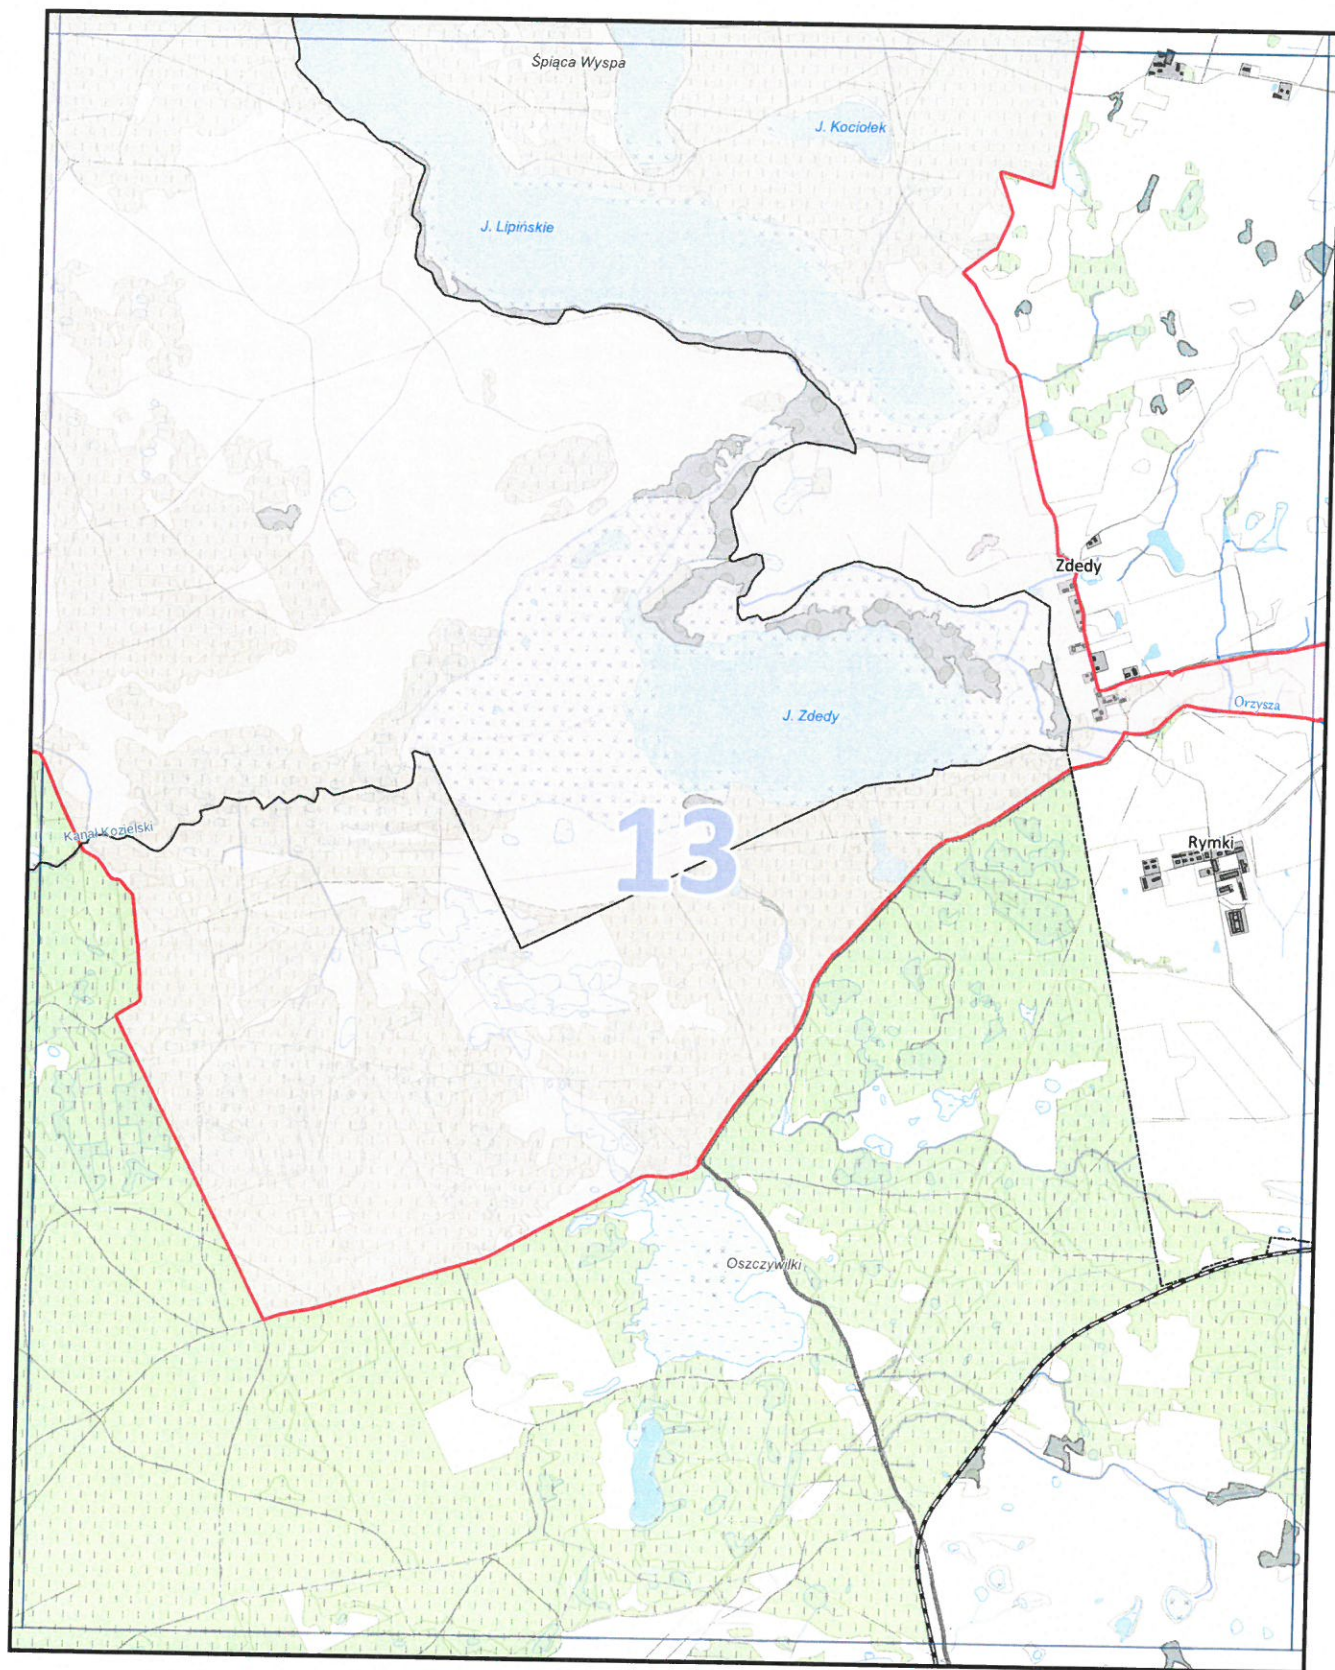 Śpiąca Wyspa
J. Kociołek
J. Lipińskie
Zdedy
J. Zdedy
Orzysza
Kanał Kozielski
13
Rymki
Oszczywilki